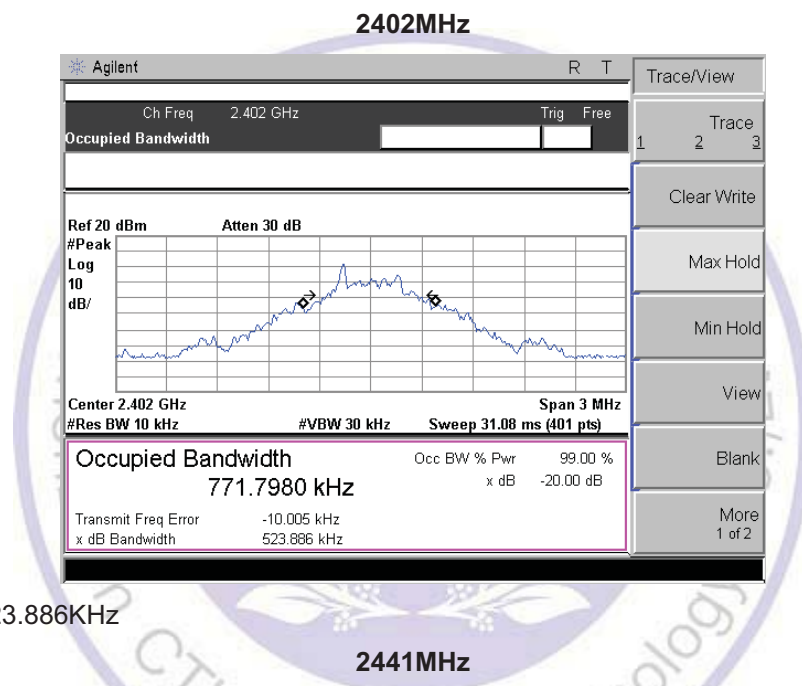 2402MHz
Agilent R T
Trace/View
Ch Freq 2.402 GHz Trig Free
Occupied Bandwidth
Trace
1 2 3
Clear Write
Ref 20 dBm Atten 30 dB
#Peak
Log
10
dB/
Max Hold
Min Hold
Center 2.402 GHz Span 3 MHz
#Res BW 10 kHz #VBW 30 kHz Sweep 31.08 ms (401 pts)
View
Occupied Bandwidth Occ BW % Pwr 99.00 %
771.7980 kHz x dB -20.00 dB
Blank
Transmit Freq Error -10.005 kHz
x dB Bandwidth 523.886 kHz
More
1 of 2
23.886KHz
2441MHz